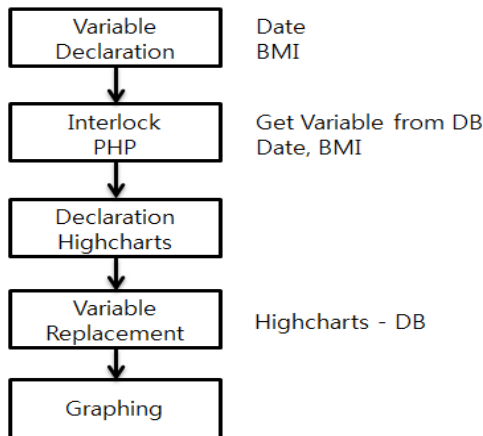 Variable
Declaration
Date
BMI
Interlock
PHP
Get Variable from DB
Date, BMI
Declaration
Highcharts
Variable
Replacement
Highcharts - DB
Graphing